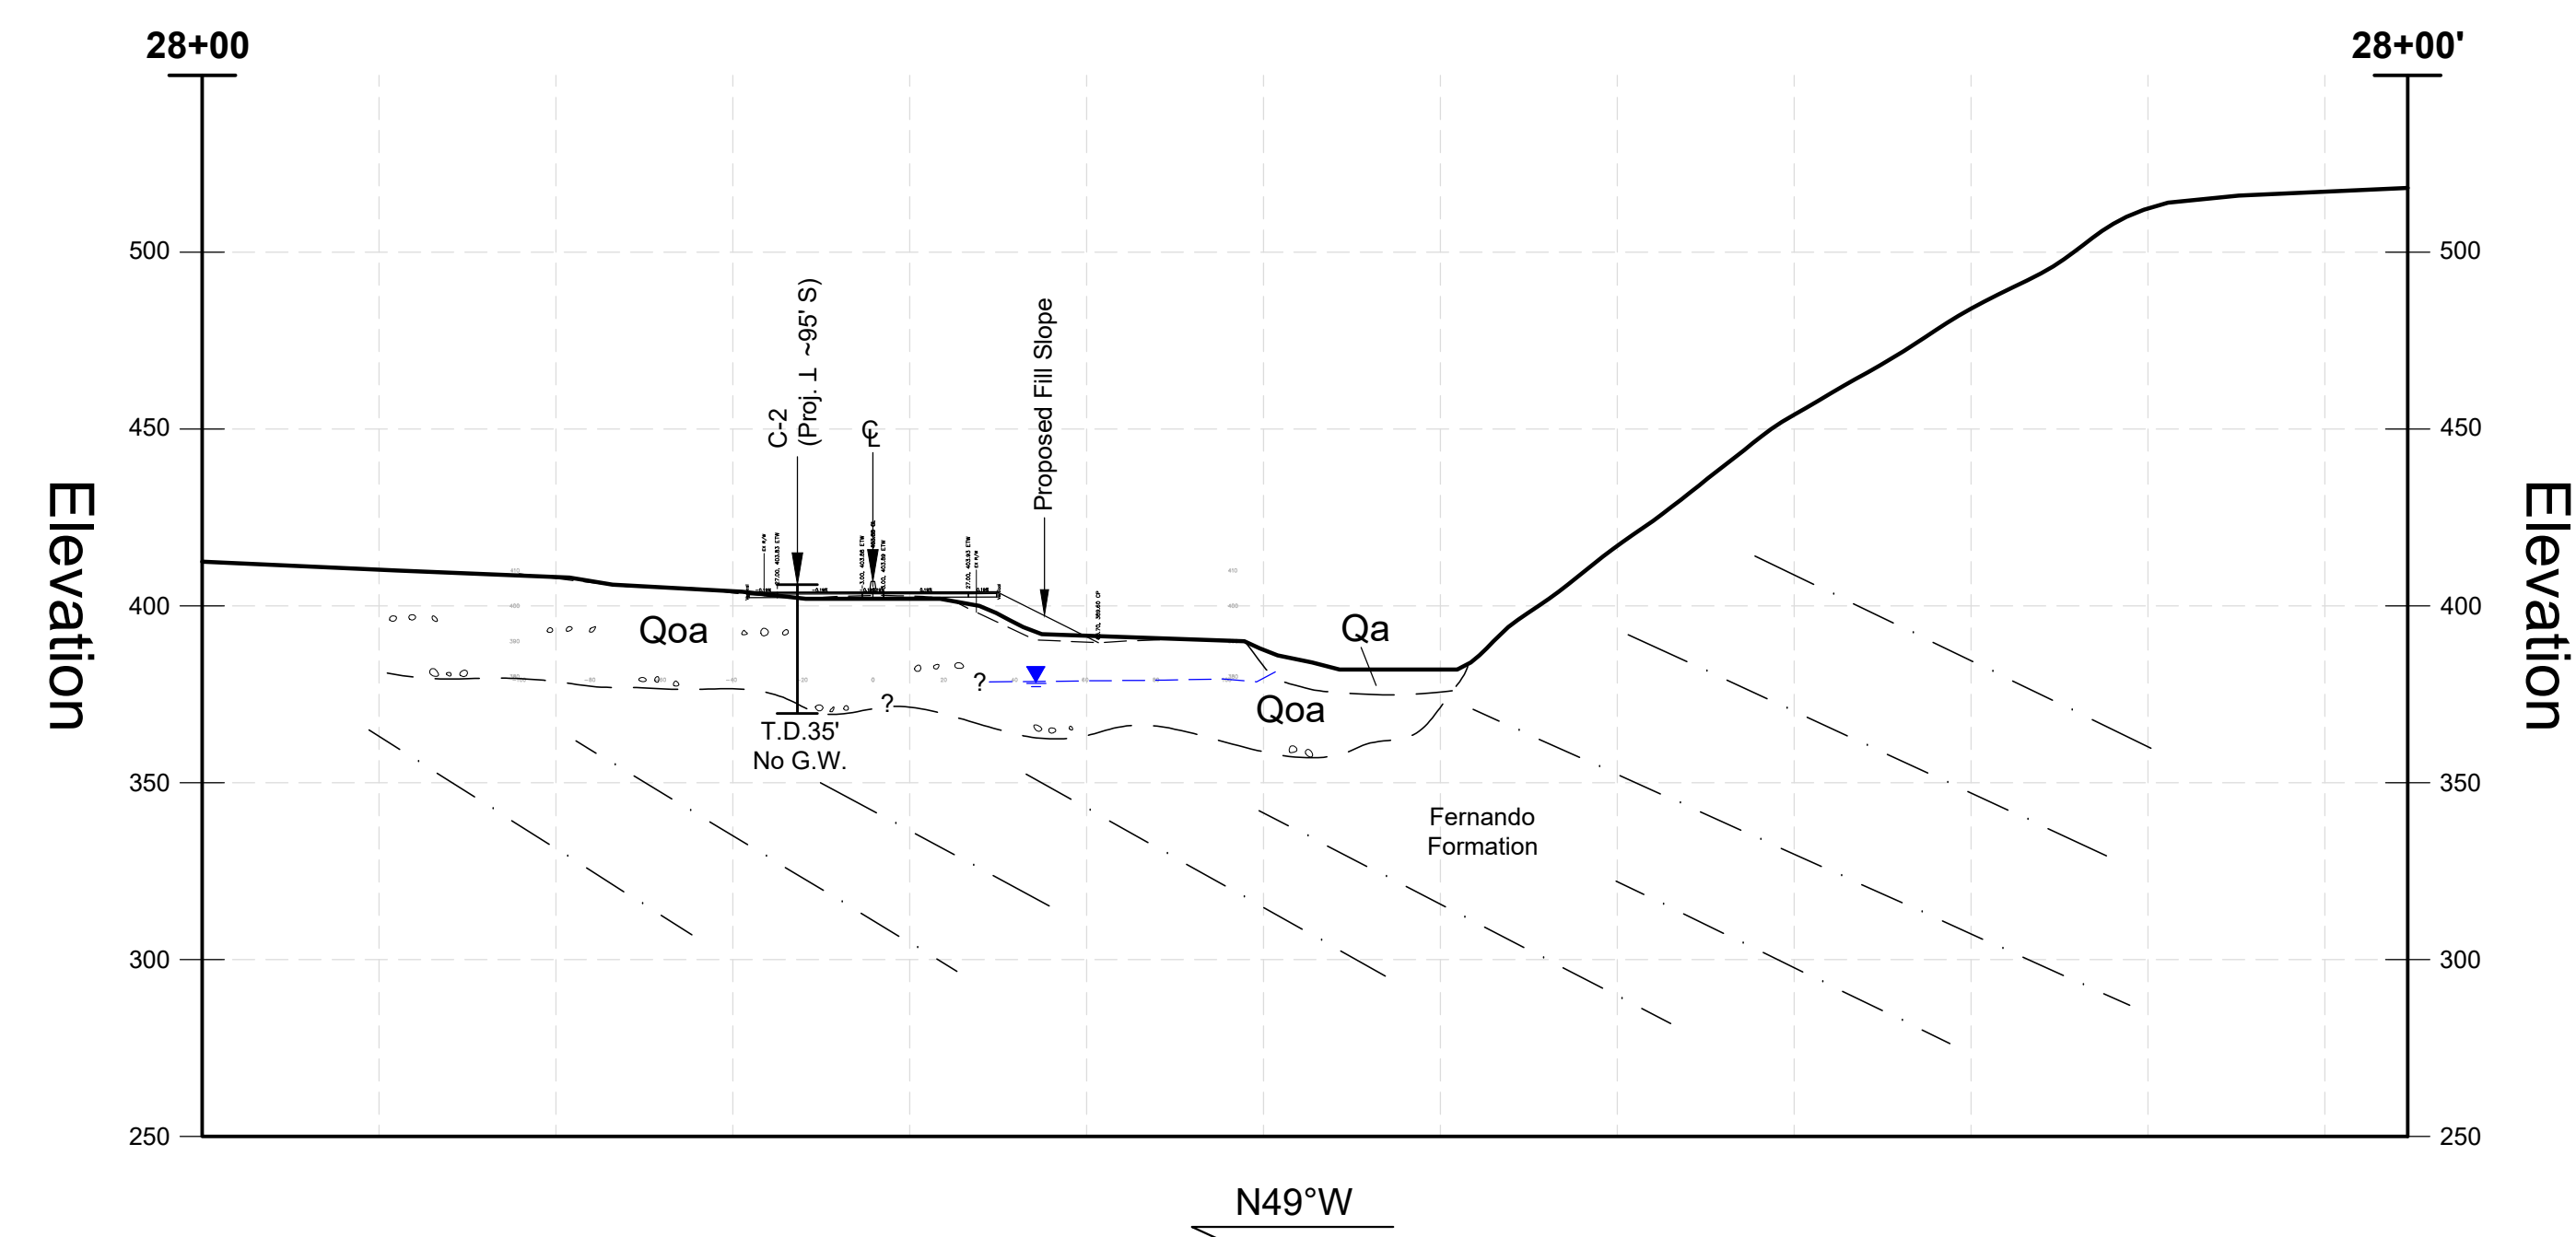 28+00
28+00'
500
500
C-2
(Proj. ⊥ ~95' S)
Proposed Fill Slope
450
450
℄
Elevation
Elevation
400
400
Qoa
Qa
?
?
Qoa
T.D.35'
No G.W.
350
350
Fernando
Formation
300
300
250
250
N49°W